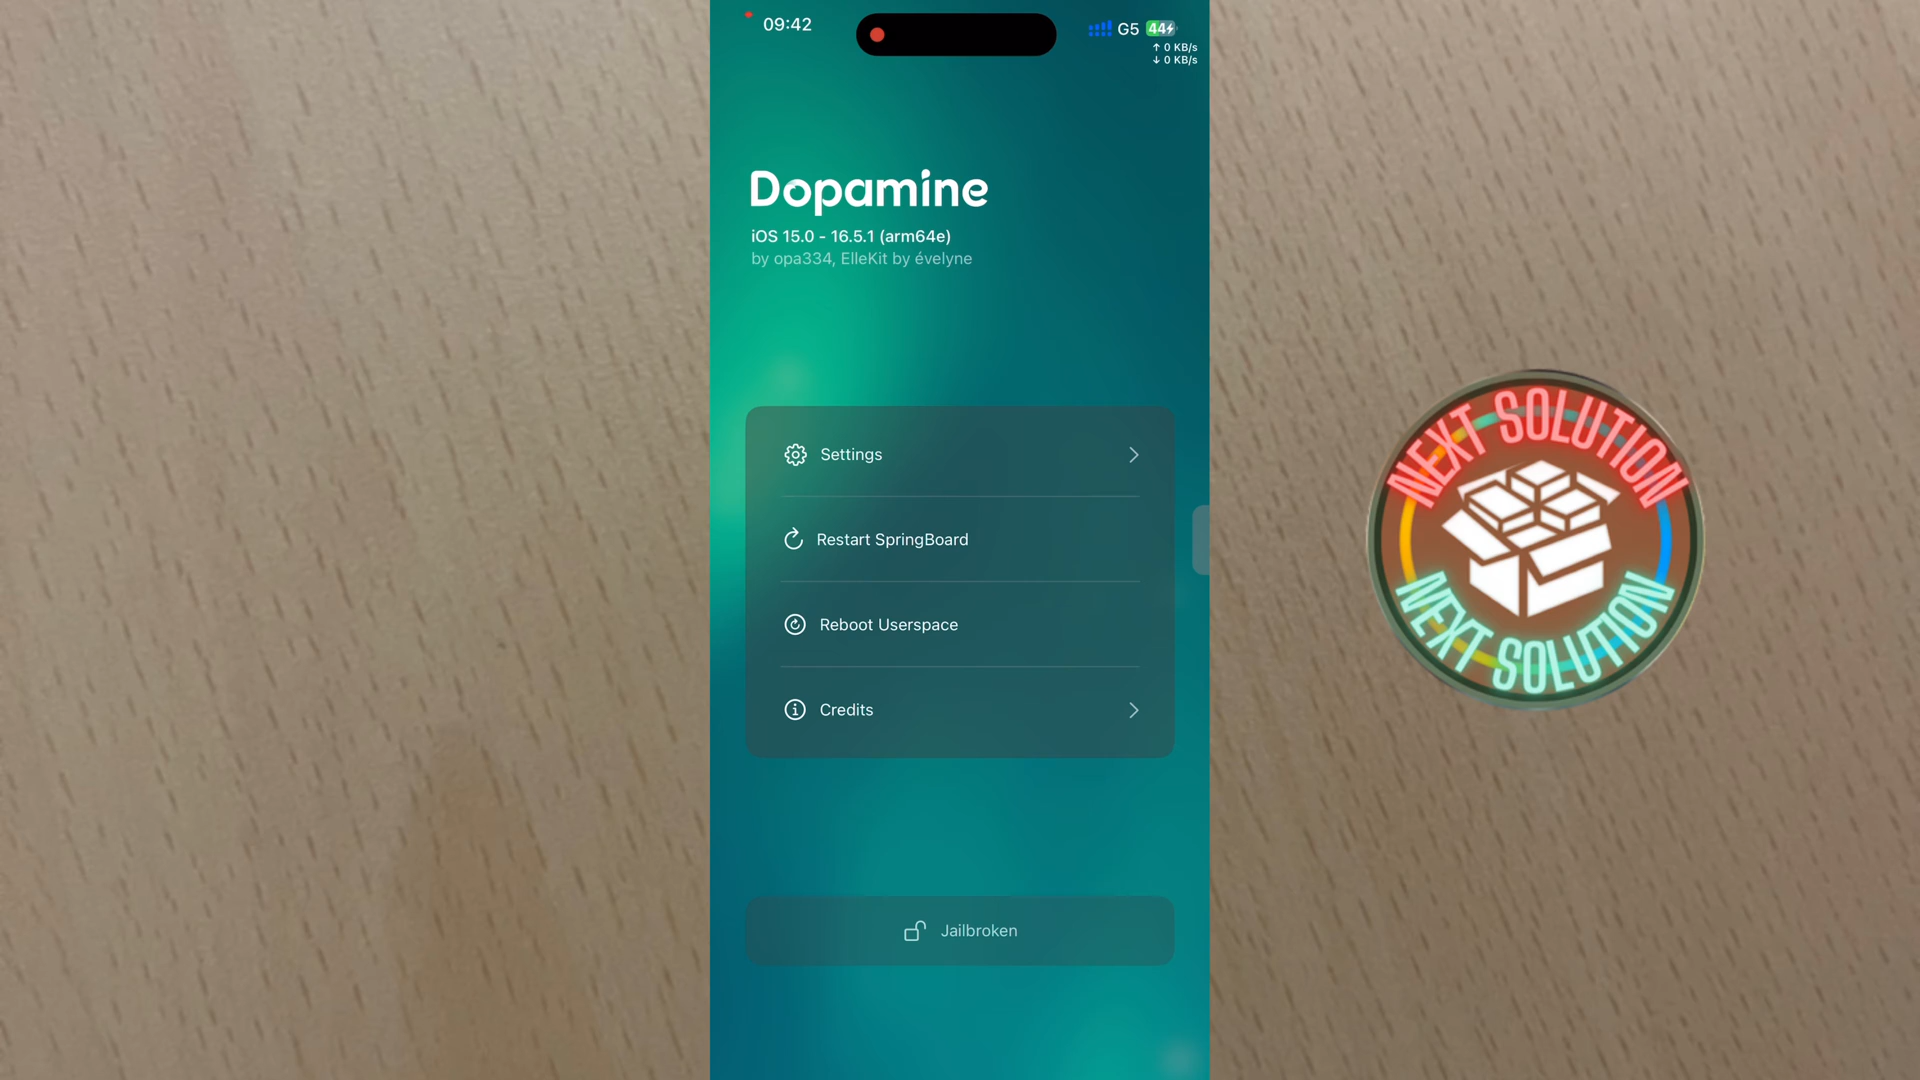 09:42
G5 44
↑ 0 KB/s
↓ 0 KB/s
Dopamine
iOS 15.0 - 16.5.1 (arm64e)
by opa334, ElleKit by évelyne
Settings
Restart SpringBoard
Reboot Userspace
Credits
Jailbroken
NEXT SOLUTION
NEXT SOLUTION